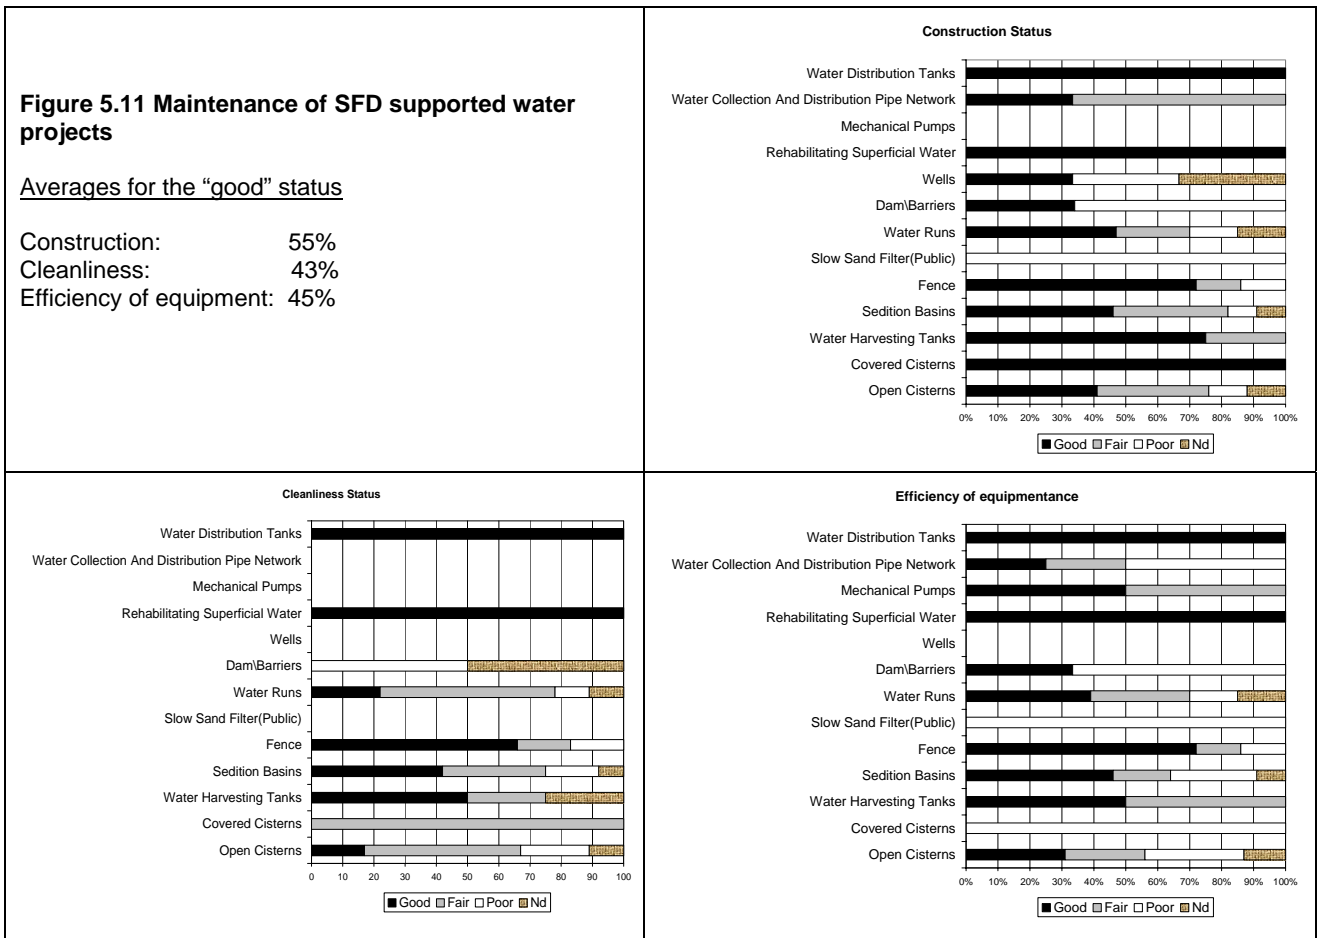 Figure 5.11 Maintenance of SFD supported water
projects
Averages for the “good” status
Construction: 55%
Cleanliness: 43%
Efficiency of equipment: 45%
Construction Status
Water Distribution Tanks
Water Collection And Distribution Pipe Network
Mechanical Pumps
Rehabilitating Superficial Water
Wells
Dam\Barriers
Water Runs
Slow Sand Filter(Public)
Fence
Sedition Basins
Water Harvesting Tanks
Covered Cisterns
Open Cisterns
0% 10% 20% 30% 40% 50% 60% 70% 80% 90% 100%
Good Fair Poor Nd
Cleanliness Status
Water Distribution Tanks
Water Collection And Distribution Pipe Network
Mechanical Pumps
Rehabilitating Superficial Water
Wells
Dam\Barriers
Water Runs
Slow Sand Filter(Public)
Fence
Sedition Basins
Water Harvesting Tanks
Covered Cisterns
Open Cisterns
0 10 20 30 40 50 60 70 80 90 100
Good Fair Poor Nd
Efficiency of equipmentance
Water Distribution Tanks
Water Collection And Distribution Pipe Network
Mechanical Pumps
Rehabilitating Superficial Water
Wells
Dam\Barriers
Water Runs
Slow Sand Filter(Public)
Fence
Sedition Basins
Water Harvesting Tanks
Covered Cisterns
Open Cisterns
0% 10% 20% 30% 40% 50% 60% 70% 80% 90% 100%
Good Fair Poor Nd